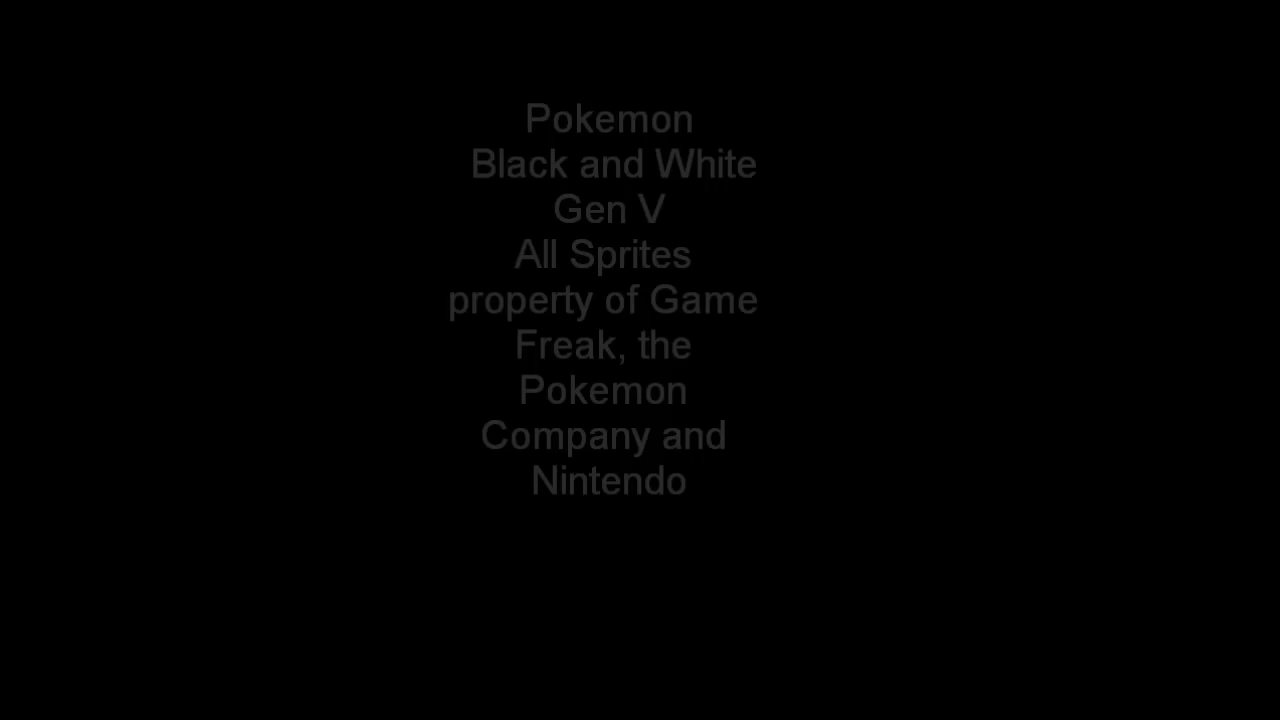 Pokemon
Black and White
Gen V
All Sprites
property of Game
Freak, the
Pokemon
Company and
Nintendo